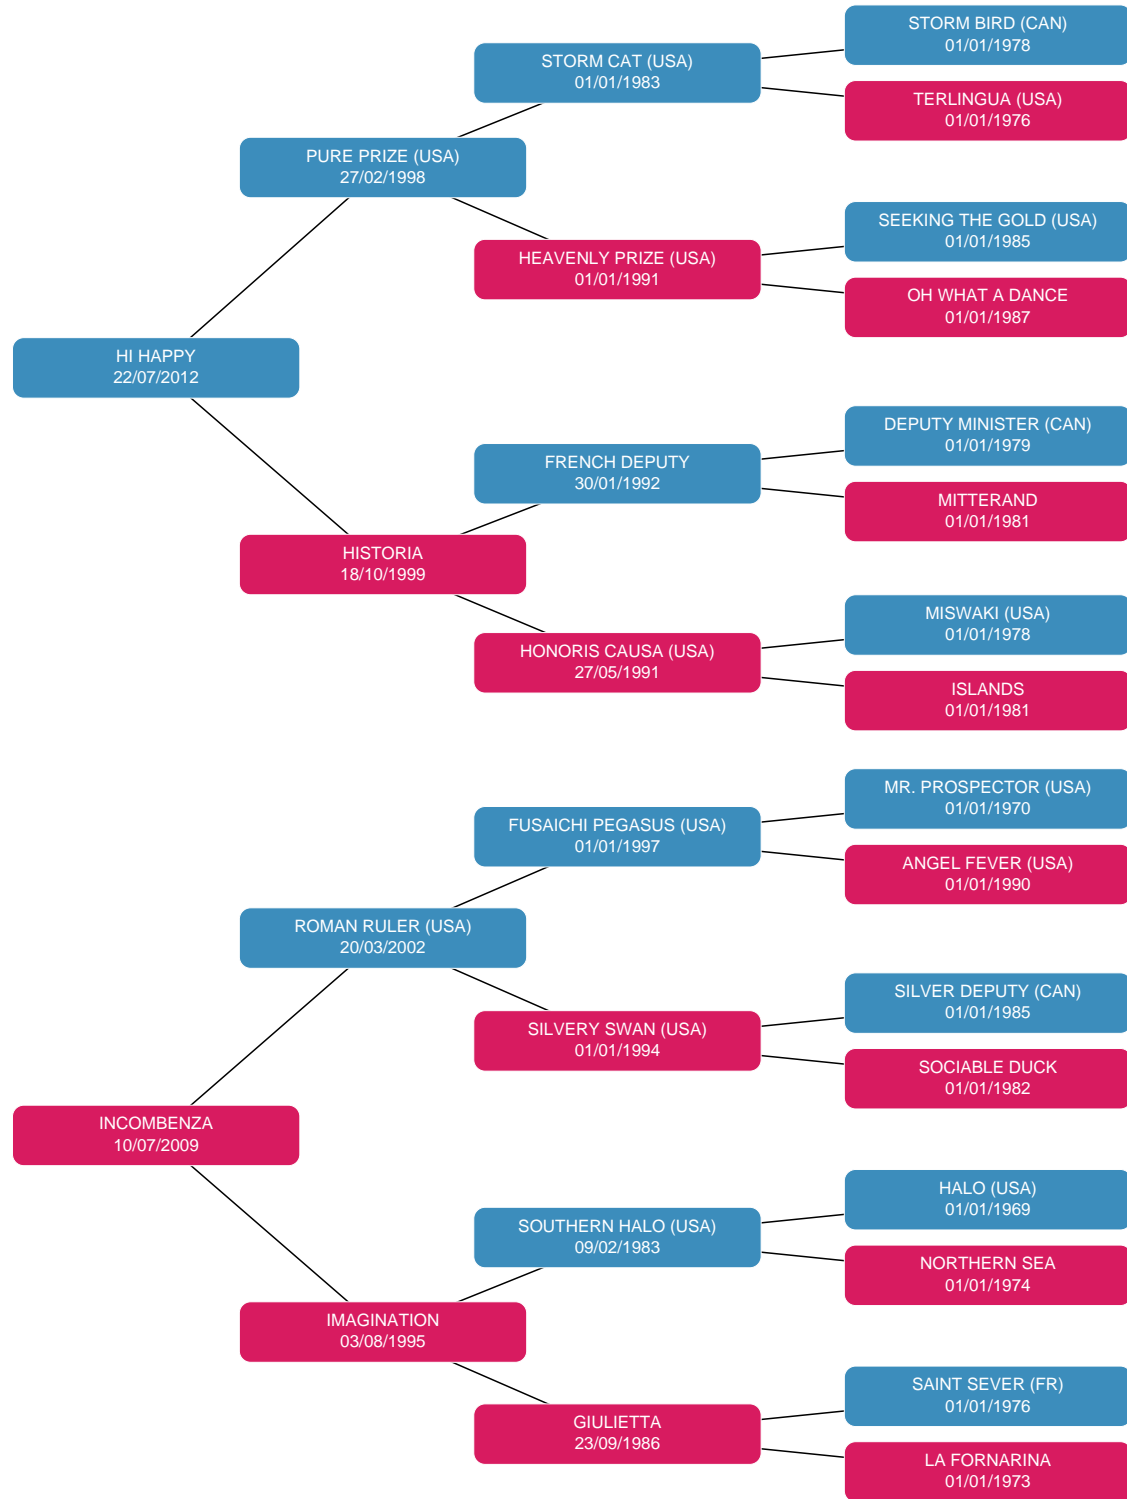 STORM BIRD (CAN)
01/01/1978
STORM CAT (USA)
01/01/1983
TERLINGUA (USA)
01/01/1976
PURE PRIZE (USA)
27/02/1998
SEEKING THE GOLD (USA)
01/01/1985
HEAVENLY PRIZE (USA)
01/01/1991
OH WHAT A DANCE
01/01/1987
HI HAPPY
22/07/2012
DEPUTY MINISTER (CAN)
01/01/1979
FRENCH DEPUTY
30/01/1992
MITTERAND
01/01/1981
HISTORIA
18/10/1999
MISWAKI (USA)
01/01/1978
HONORIS CAUSA (USA)
27/05/1991
ISLANDS
01/01/1981
MR. PROSPECTOR (USA)
01/01/1970
FUSAICHI PEGASUS (USA)
01/01/1997
ANGEL FEVER (USA)
01/01/1990
ROMAN RULER (USA)
20/03/2002
SILVER DEPUTY (CAN)
01/01/1985
SILVERY SWAN (USA)
01/01/1994
SOCIABLE DUCK
01/01/1982
INCOMBENZA
10/07/2009
HALO (USA)
01/01/1969
SOUTHERN HALO (USA)
09/02/1983
NORTHERN SEA
01/01/1974
IMAGINATION
03/08/1995
SAINT SEVER (FR)
01/01/1976
GIULIETTA
23/09/1986
LA FORNARINA
01/01/1973